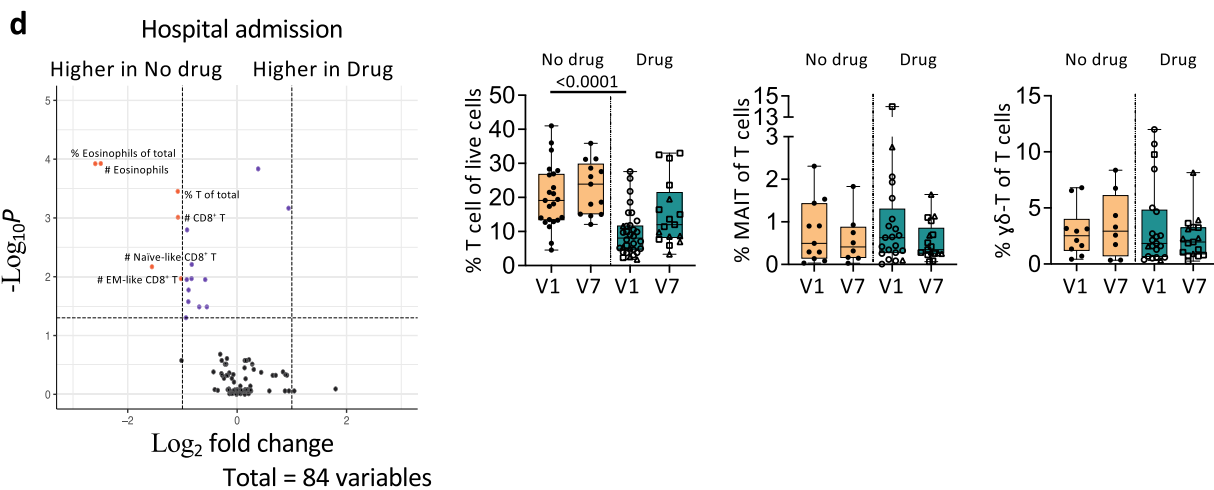 d
Hospital admission
Higher in No drug
Higher in Drug
-Log10P
5
4
3
2
1
0
% Eosinophils of total
# Eosinophils
% T of total
# CD8+ T
# Naïve-like CD8+ T
# EM-like CD8+ T
−2
0
2
Log2 fold change
Total = 84 variables
No drug
Drug
<0.0001
% T cell of live cells
50
40
30
20
10
0
V1
V7
V1
V7
No drug
Drug
% MAIT of T cells
15
13
3
2
1
0
V1
V7
V1
V7
No drug
Drug
% γδ-T of T cells
15
10
5
0
V1
V7
V1
V7